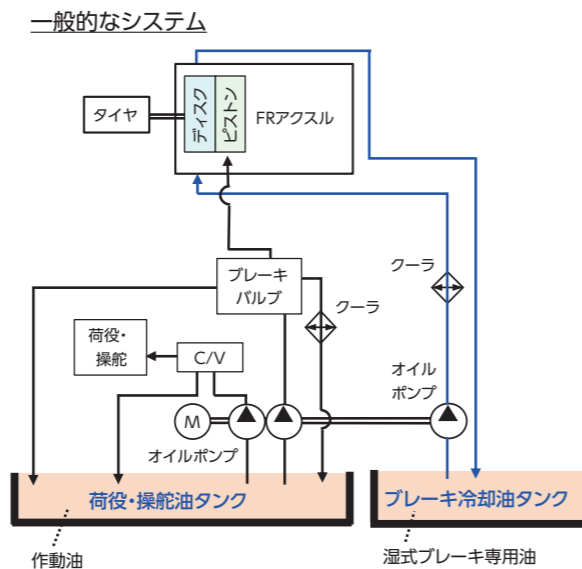 一般的なシステム
タイヤ
ディスク
ピストン
FRアクスル
ブレーキ
バルブ
クーラ
クーラ
荷役・
操舵
C/V
オイル
ポンプ
M
オイルポンプ
荷役・操舵油タンク
ブレーキ冷却油タンク
作動油
湿式ブレーキ専用油